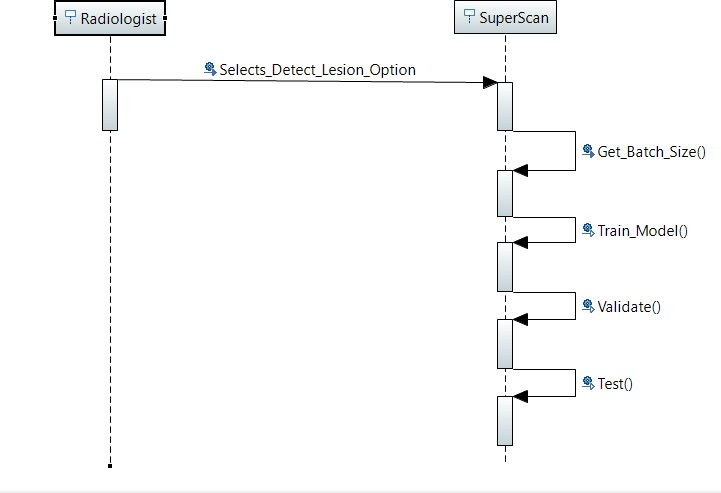 Radiologist
SuperScan
Selects_Detect_Lesion_Option
Get_Batch_Size()
Train_Model()
Validate()
Test()